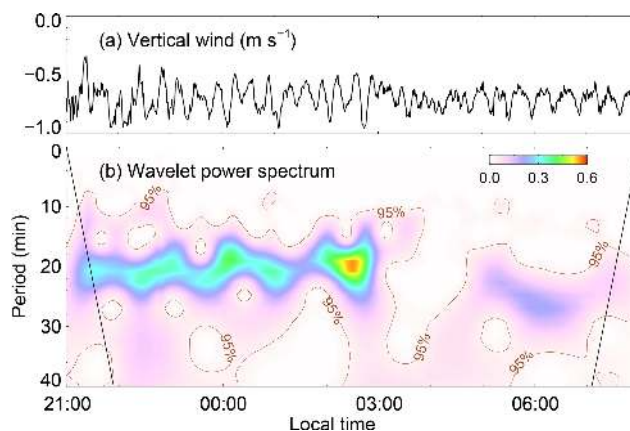 0.0
(a) Vertical wind (m s⁻¹)
−0.5
−1.0
0
(b) Wavelet power spectrum
0.0 0.3 0.6
95%
95%
10
Period (min)
20
95%
95%
30
95%
95%
95%
95%
40
21:00 00:00 03:00 06:00
Local time